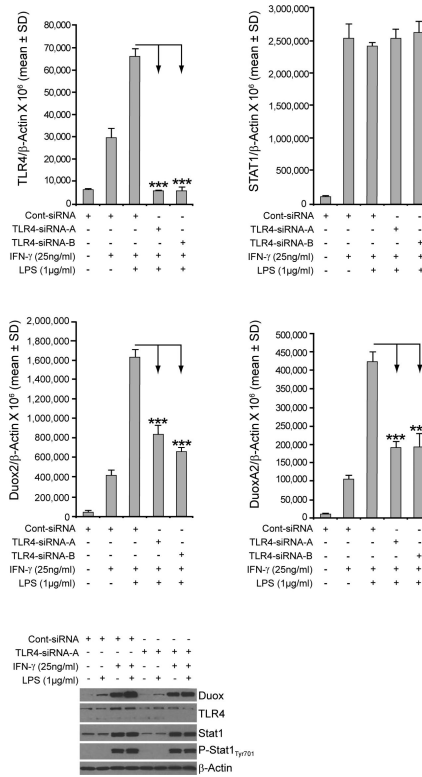 TLR4/β-Actin X 10⁶ (mean ± SD)
80,000
70,000
60,000
50,000
40,000
30,000
20,000
10,000
0
*** ***
Cont-siRNA + + + - -
TLR4-siRNA-A - - - + -
TLR4-siRNA-B - - - - +
IFN-γ (25ng/ml) - + + + +
LPS (1µg/ml) - - + + +
STAT1/β-Actin X 10⁶ (mean ± SD)
3,000,000
2,500,000
2,000,000
1,500,000
1,000,000
500,000
0
Cont-siRNA + + + - -
TLR4-siRNA-A - - - + -
TLR4-siRNA-B - - - - +
IFN-γ (25ng/ml) - + + + +
LPS (1µg/ml) - - + + +
Duox2/β-Actin X 10⁶ (mean ± SD)
2,000,000
1,800,000
1,600,000
1,400,000
1,200,000
1,000,000
800,000
600,000
400,000
200,000
0
***
***
Cont-siRNA + + + - -
TLR4-siRNA-A - - - + -
TLR4-siRNA-B - - - - +
IFN-γ (25ng/ml) - + + + +
LPS (1µg/ml) - - + + +
DuoxA2/β-Actin X 10⁶ (mean ± SD)
500,000
450,000
400,000
350,000
300,000
250,000
200,000
150,000
100,000
50,000
0
*** **
Cont-siRNA + + + - -
TLR4-siRNA-A - - - + -
TLR4-siRNA-B - - - - +
IFN-γ (25ng/ml) - + + + +
LPS (1µg/ml) - - + + +
Cont-siRNA + + + + - - - -
TLR4-siRNA-A - - - - + + + +
IFN-γ (25ng/ml) - - + + - - + +
LPS (1µg/ml) - + - + - + - +
Duox
TLR4
Stat1
P-Stat1Tyr701
β-Actin